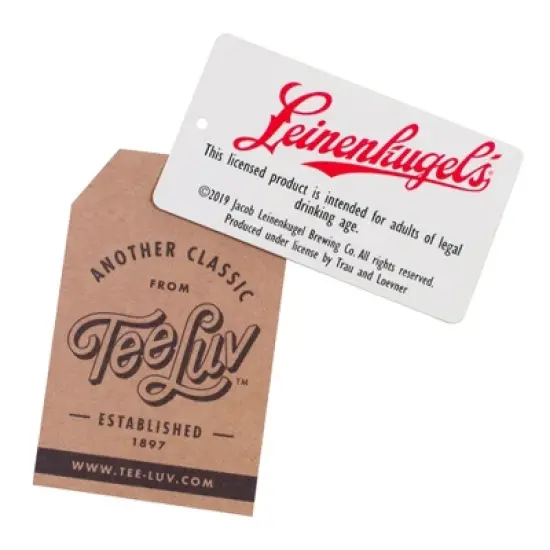 Leinenkugel's
This licensed product is intended for adults of legal
drinking age.
©2019 Jacob Leinenkugel Brewing Co. All rights reserved.
Produced under license by Trau and Loevner
ANOTHER CLASSIC
FROM
TeeLuv™
ESTABLISHED
1897
WWW.TEE-LUV.COM